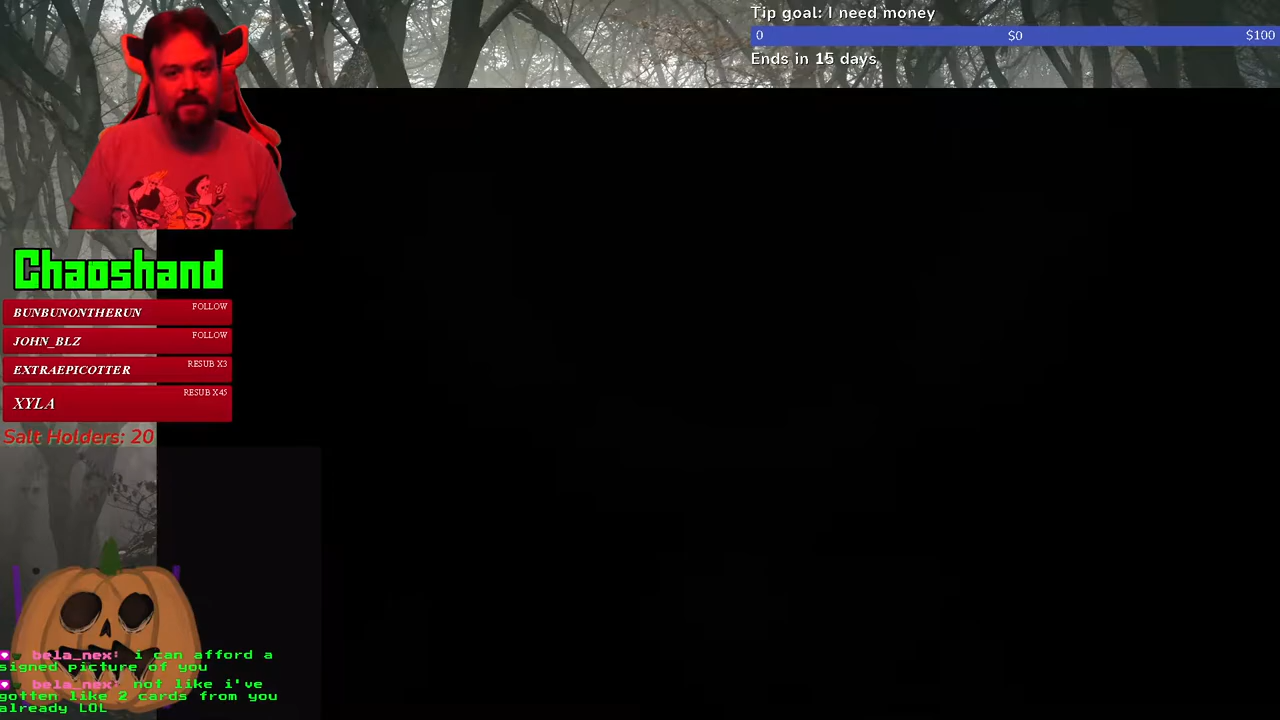 Tip goal: I need money
0 $0 $100
Ends in 15 days
Chaoshand
BUNBUNONTHERUN FOLLOW
JOHN_BLZ FOLLOW
EXTRAEPICOTTER RESUB X3
XYLA RESUB X45
Salt Holders: 20
bela_nex: i can afford a
signed picture of you
bela_nex: not like i've
gotten like 2 cards from you
already LOL